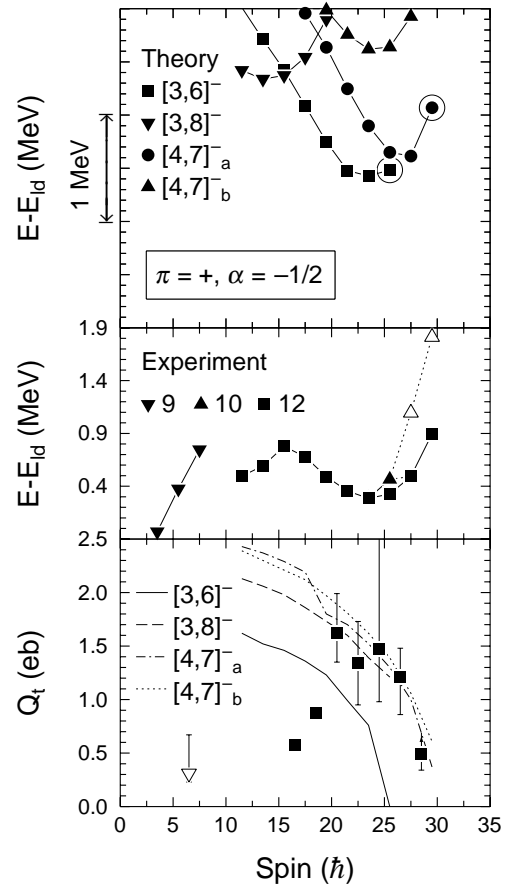 Theory
[3,6]⁻
[3,8]⁻
[4,7]⁻a
[4,7]⁻b
E-Eld (MeV)
1 MeV
π = +, α = −1/2
Experiment
9 10 12
E-Eld (MeV)
1.9
1.4
0.9
0.4
2.5
[3,6]⁻
[3,8]⁻
[4,7]⁻a
[4,7]⁻b
Qt (eb)
2.0
1.5
1.0
0.5
0.0
0 5 10 15 20 25 30 35
Spin (ℏ)